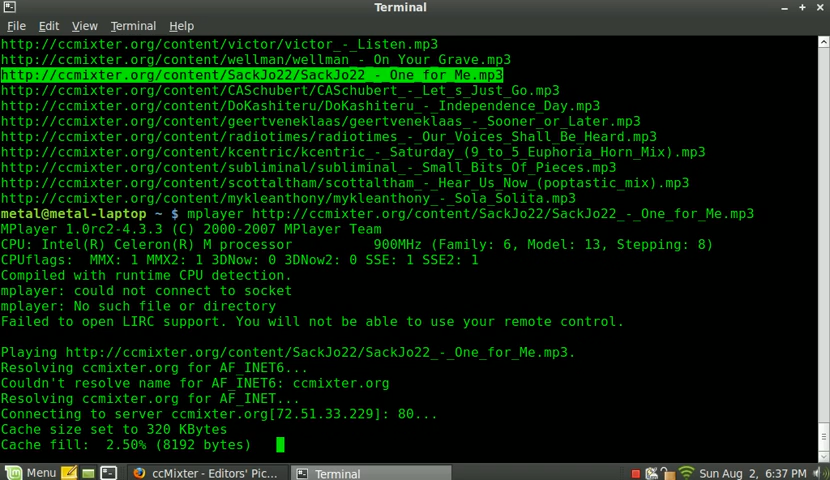 Terminal
File Edit View Terminal Help
http://ccmixter.org/content/victor/victor_-_Listen.mp3
http://ccmixter.org/content/wellman/wellman_-_On_Your_Grave.mp3
http://ccmixter.org/content/SackJo22/SackJo22_-_One_for_Me.mp3
http://ccmixter.org/content/CASchubert/CASchubert_-_Let_s_Just_Go.mp3
http://ccmixter.org/content/DoKashiteru/DoKashiteru_-_Independence_Day.mp3
http://ccmixter.org/content/geertveneklaas/geertveneklaas_-_Sooner_or_Later.mp3
http://ccmixter.org/content/radiotimes/radiotimes_-_Our_Voices_Shall_Be_Heard.mp3
http://ccmixter.org/content/kcentric/kcentric_-_Saturday_(9_to_5_Euphoria_Horn_Mix).mp3
http://ccmixter.org/content/subliminal/subliminal_-_Small_Bits_Of_Pieces.mp3
http://ccmixter.org/content/scottaltham/scottaltham_-_Hear_Us_Now_(poptastic_mix).mp3
http://ccmixter.org/content/mykleanthony/mykleanthony_-_Sola_Solita.mp3
metal@metal-laptop ~ $ mplayer http://ccmixter.org/content/SackJo22/SackJo22_-_One_for_Me.mp3
MPlayer 1.0rc2-4.3.3 (C) 2000-2007 MPlayer Team
CPU: Intel(R) Celeron(R) M processor 900MHz (Family: 6, Model: 13, Stepping: 8)
CPUflags: MMX: 1 MMX2: 1 3DNow: 0 3DNow2: 0 SSE: 1 SSE2: 1
Compiled with runtime CPU detection.
mplayer: could not connect to socket
mplayer: No such file or directory
Failed to open LIRC support. You will not be able to use your remote control.
Playing http://ccmixter.org/content/SackJo22/SackJo22_-_One_for_Me.mp3.
Resolving ccmixter.org for AF_INET6...
Couldn't resolve name for AF_INET6: ccmixter.org
Resolving ccmixter.org for AF_INET...
Connecting to server ccmixter.org[72.51.33.229]: 80...
Cache size set to 320 KBytes
Cache fill: 2.50% (8192 bytes)
Menu ccMixter - Editors' Pic... Terminal Sun Aug 2, 6:37 PM